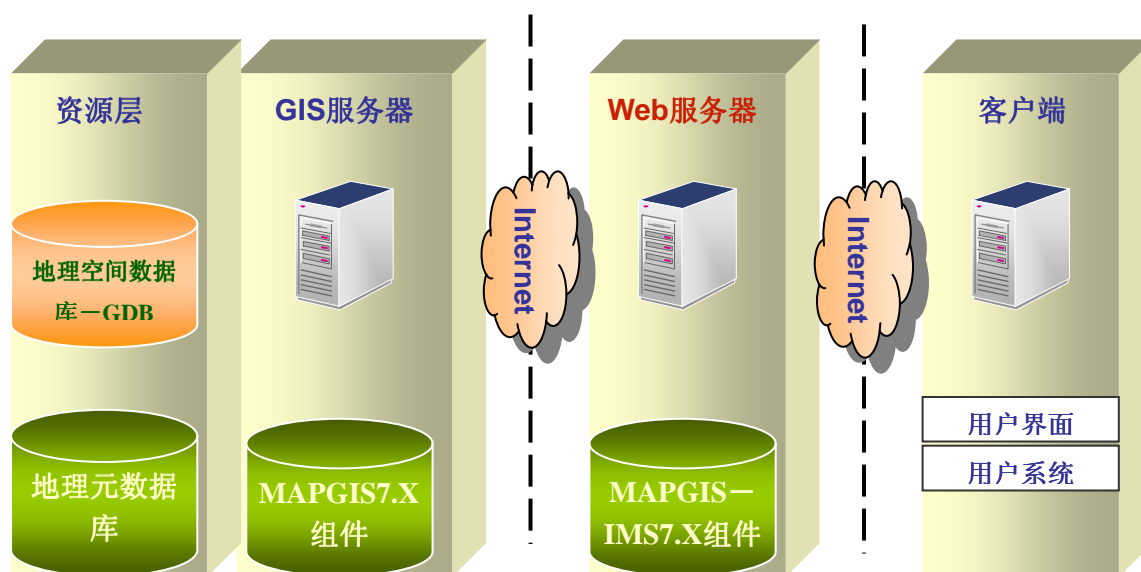 资源层
GIS服务器
Web服务器
客户端
Internet
Internet
地理空间数据
库－GDB
地理元数据
库
MAPGIS7.X
组件
MAPGIS－
IMS7.X组件
用户界面
用户系统